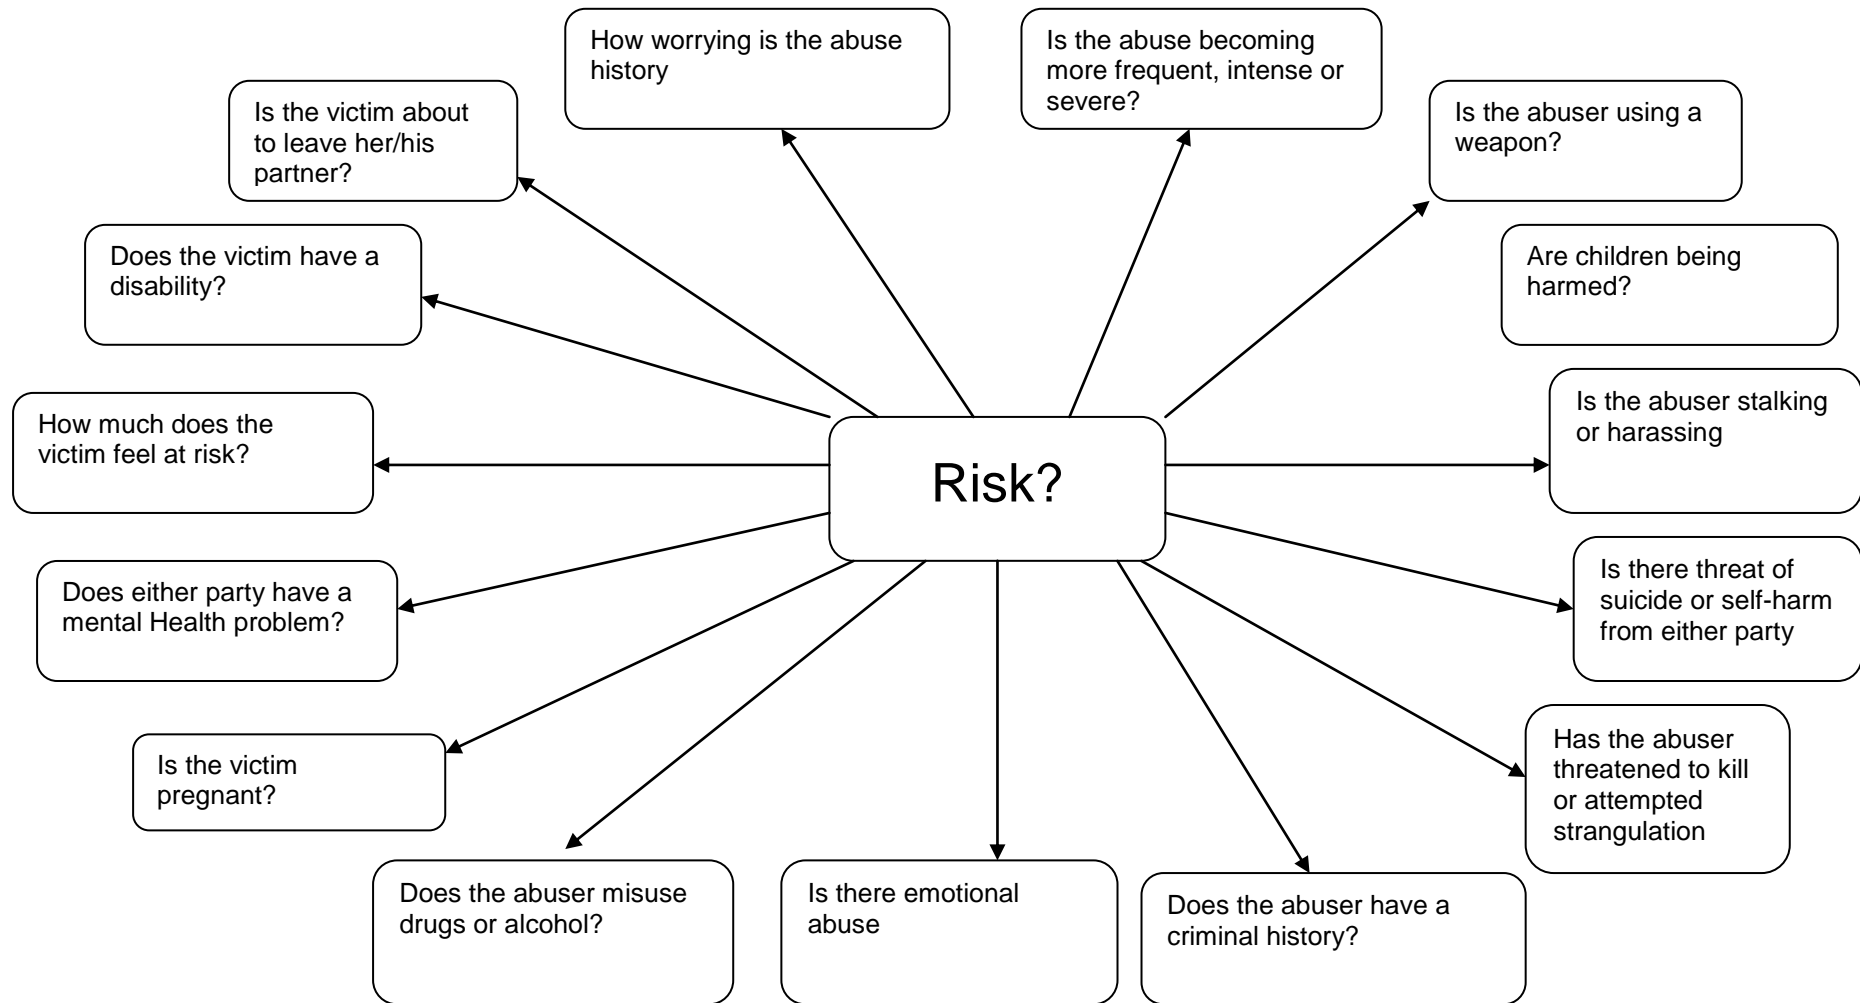 How worrying is the abuse
history
Is the abuse becoming
more frequent, intense or
severe?
Is the victim about
to leave her/his
partner?
Is the abuser using a
weapon?
Does the victim have a
disability?
Are children being
harmed?
How much does the
victim feel at risk?
Risk?
Is the abuser stalking
or harassing
Does either party have a
mental Health problem?
Is there threat of
suicide or self-harm
from either party
Is the victim
pregnant?
Has the abuser
threatened to kill
or attempted
strangulation
Does the abuser misuse
drugs or alcohol?
Is there emotional
abuse
Does the abuser have a
criminal history?